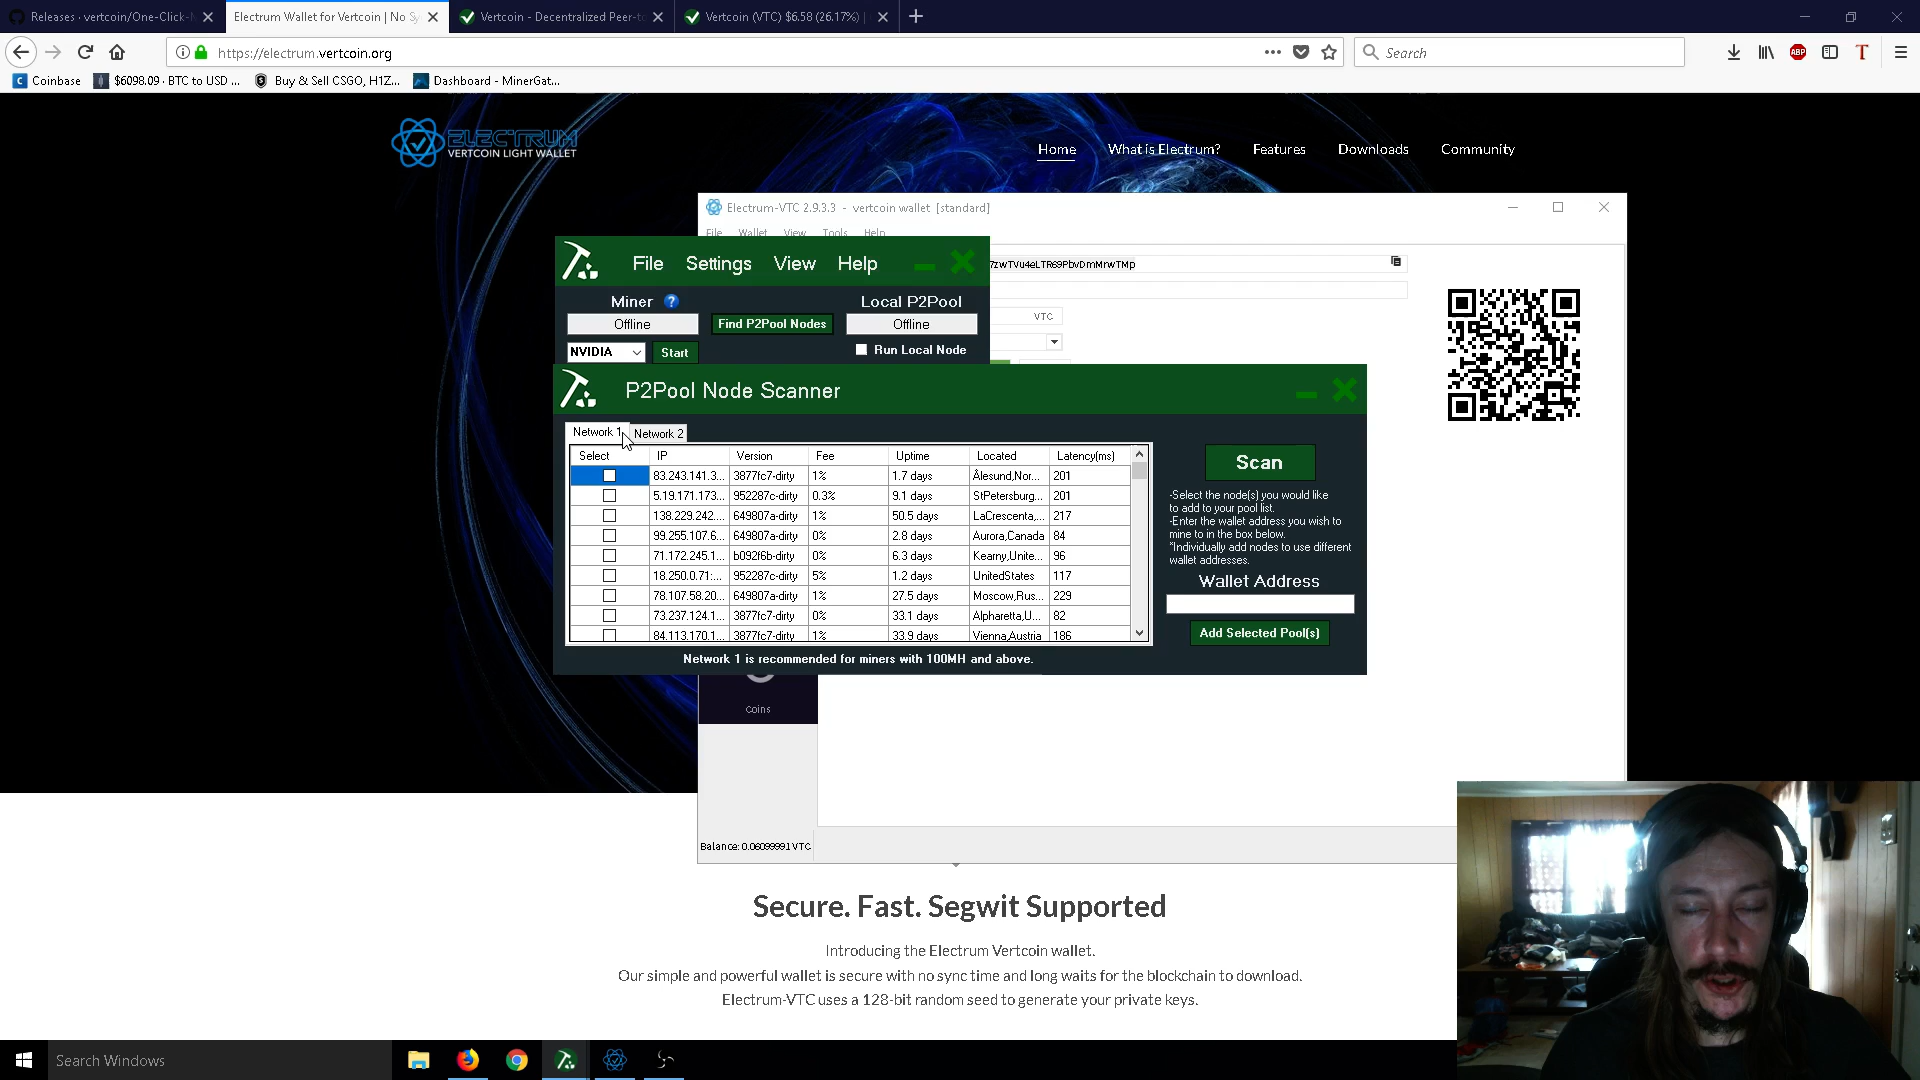 Releases · vertcoin/One-Click-M
Electrum Wallet for Vertcoin | No Sy
Vertcoin - Decentralized Peer-to
Vertcoin (VTC) $6.58 (26.17%) |
https://electrum.vertcoin.org
Search
Coinbase
$6098.09 · BTC to USD ...
Buy & Sell CSGO, H1Z...
Dashboard - MinerGat...
ABP
ELECTRUM
VERTCOIN LIGHT WALLET
Home
What is Electrum?
Features
Downloads
Community
Electrum-VTC 2.9.3.3 - vertcoin wallet [standard]
File Wallet View Tools Help
File Settings View Help
7zwTVu4eLTR69PbvDmMrwTMp
Miner
Local P2Pool
Offline
Find P2Pool Nodes
Offline
VTC
NVIDIA
Start
Run Local Node
P2Pool Node Scanner
Network 1
Network 2
Select IP Version Fee Uptime Located Latency(ms)
83.243.141.3... 3877fc7-dirty 1% 1.7 days Ålesund,Nor... 201
5.19.171.173... 952287c-dirty 0.3% 9.1 days StPetersburg... 201
138.229.242.... 649807a-dirty 1% 50.5 days LaCrescenta,... 217
99.255.107.6... 649807a-dirty 0% 2.8 days Aurora,Canada 84
71.172.245.1... b092f6b-dirty 0% 6.3 days Kearny,Unite... 96
18.250.0.71:... 952287c-dirty 5% 1.2 days UnitedStates 117
78.107.58.20... 649807a-dirty 1% 27.5 days Moscow,Rus... 229
73.237.124.1... 3877fc7-dirty 0% 33.1 days Alpharetta,U... 82
84.113.170.1... 3877fc7-dirty 1% 33.9 days Vienna,Austria 186
Network 1 is recommended for miners with 100MH and above.
Scan
-Select the node(s) you would like
to add to your pool list.
-Enter the wallet address you wish to
mine to in the box below.
*Individually add nodes to use different
wallet addresses.
Wallet Address
Add Selected Pool(s)
Coins
Balance: 0.06099991 VTC
Secure. Fast. Segwit Supported
Introducing the Electrum Vertcoin wallet.
Our simple and powerful wallet is secure with no sync time and long waits for the blockchain to download.
Electrum-VTC uses a 128-bit random seed to generate your private keys.
Search Windows